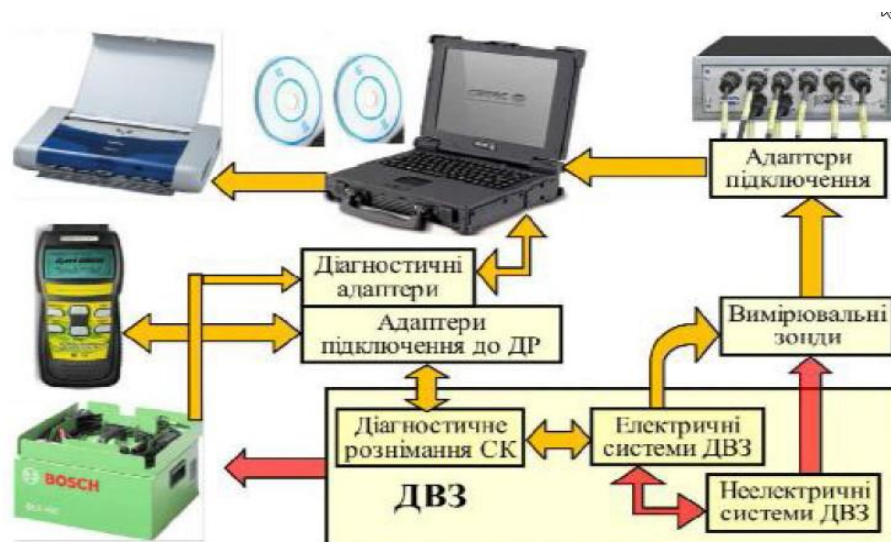 Адаптери
підключення
Діагностичні
адаптери
Адаптери
підключення до ДР
Вимірювальні
зонди
Діагностичне
рознімання СК
Електричні
системи ДВЗ
BOSCH
ДВЗ
Неелектричні
системи ДВЗ